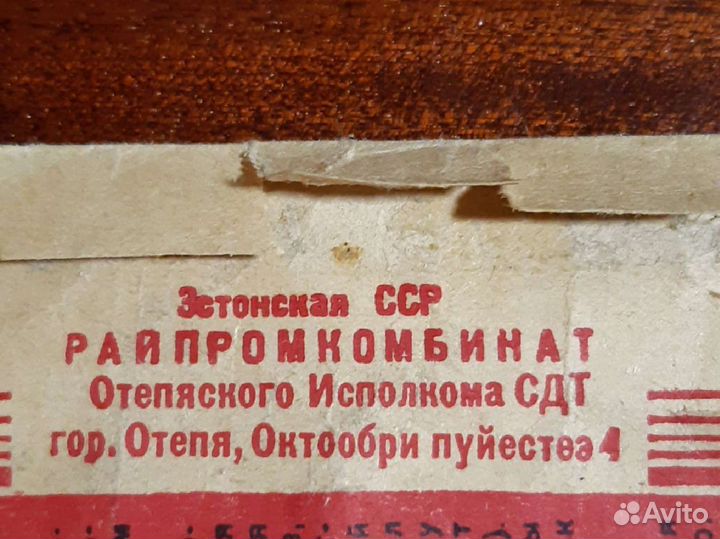 Эстонская ССР
РАЙПРОМКОМБИНАТ
Отепяского Исполкома СДТ
гор. Отепя, Октообри пуйестеэ 4
Avito